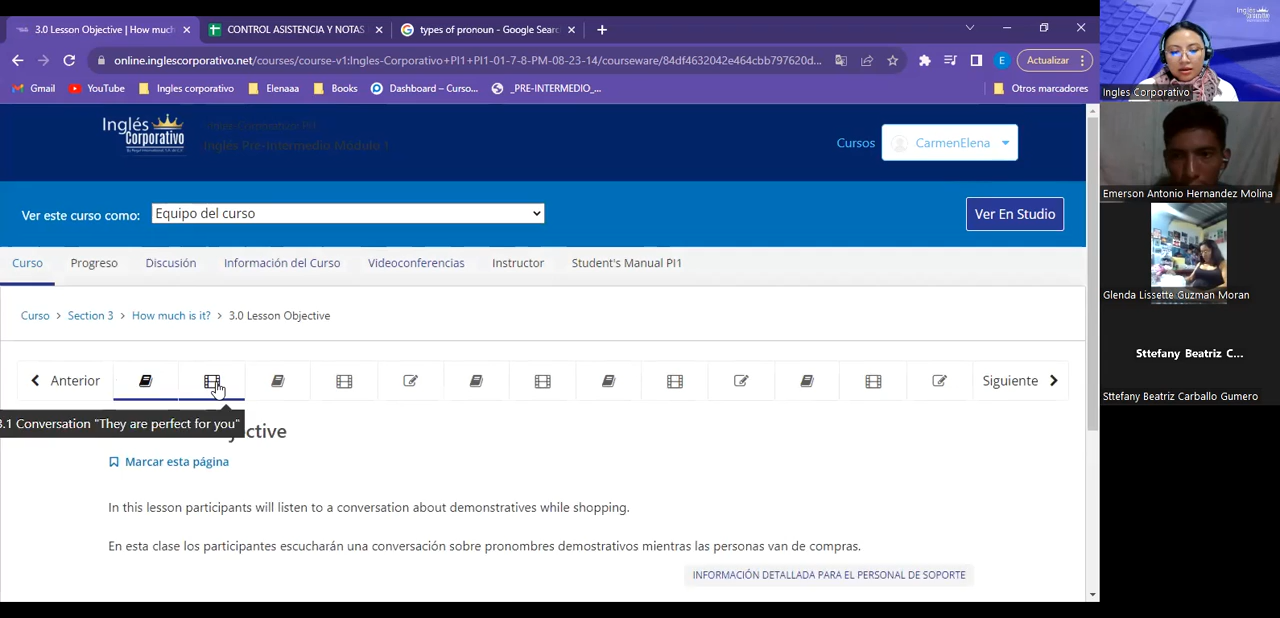 3.0 Lesson Objective | How much
CONTROL ASISTENCIA Y NOTAS
types of pronoun - Google Searc
online.inglescorporativo.net/courses/course-v1:Ingles-Corporativo+PI1+PI1-01-7-8-PM-08-23-14/courseware/84df4632042e464cbb797620d...
E
Actualizar
Gmail
YouTube
Ingles corporativo
Elenaaa
Books
Dashboard – Curso...
_PRE-INTERMEDIO_...
Otros marcadores
Inglés
Corporativo
Inglés Pre-Intermedio Módulo 1
Cursos
CarmenElena
Ver este curso como:
Equipo del curso
Ver En Studio
Curso
Progreso
Discusión
Información del Curso
Videoconferencias
Instructor
Student's Manual PI1
Curso > Section 3 > How much is it? > 3.0 Lesson Objective
Anterior
Siguiente
3.1 Conversation "They are perfect for you"
jective
Marcar esta página
In this lesson participants will listen to a conversation about demonstratives while shopping.
En esta clase los participantes escucharán una conversación sobre pronombres demostrativos mientras las personas van de compras.
INFORMACIÓN DETALLADA PARA EL PERSONAL DE SOPORTE
Ingles Corporativo
Emerson Antonio Hernandez Molina
Glenda Lissette Guzman Moran
Sttefany Beatriz C...
Sttefany Beatriz Carballo Gumero